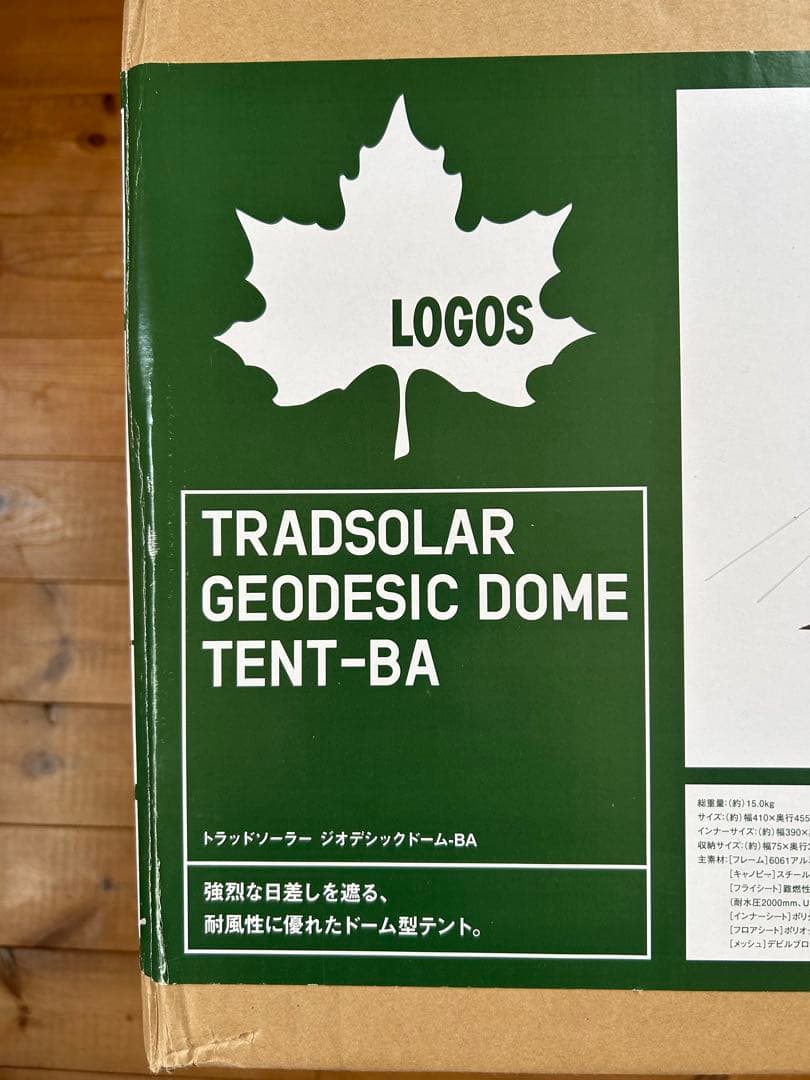 LOGOS
TRADSOLAR
GEODESIC DOME
TENT-BA
トラッドソーラー ジオデシックドーム-BA
強烈な日差しを遮る、
耐風性に優れたドーム型テント。
総重量:(約)15.0kg
サイズ:(約)幅410×奥行455
インナーサイズ:(約)幅390×
収納サイズ:(約)幅75×奥行
主素材:[フレーム]6061アル
[キャノピー]スチール
[フライシート]難燃性
(耐水圧2000mm、U
[インナーシート]ポリ
[フロアシート]ポリオ
[メッシュ]デビルブロ